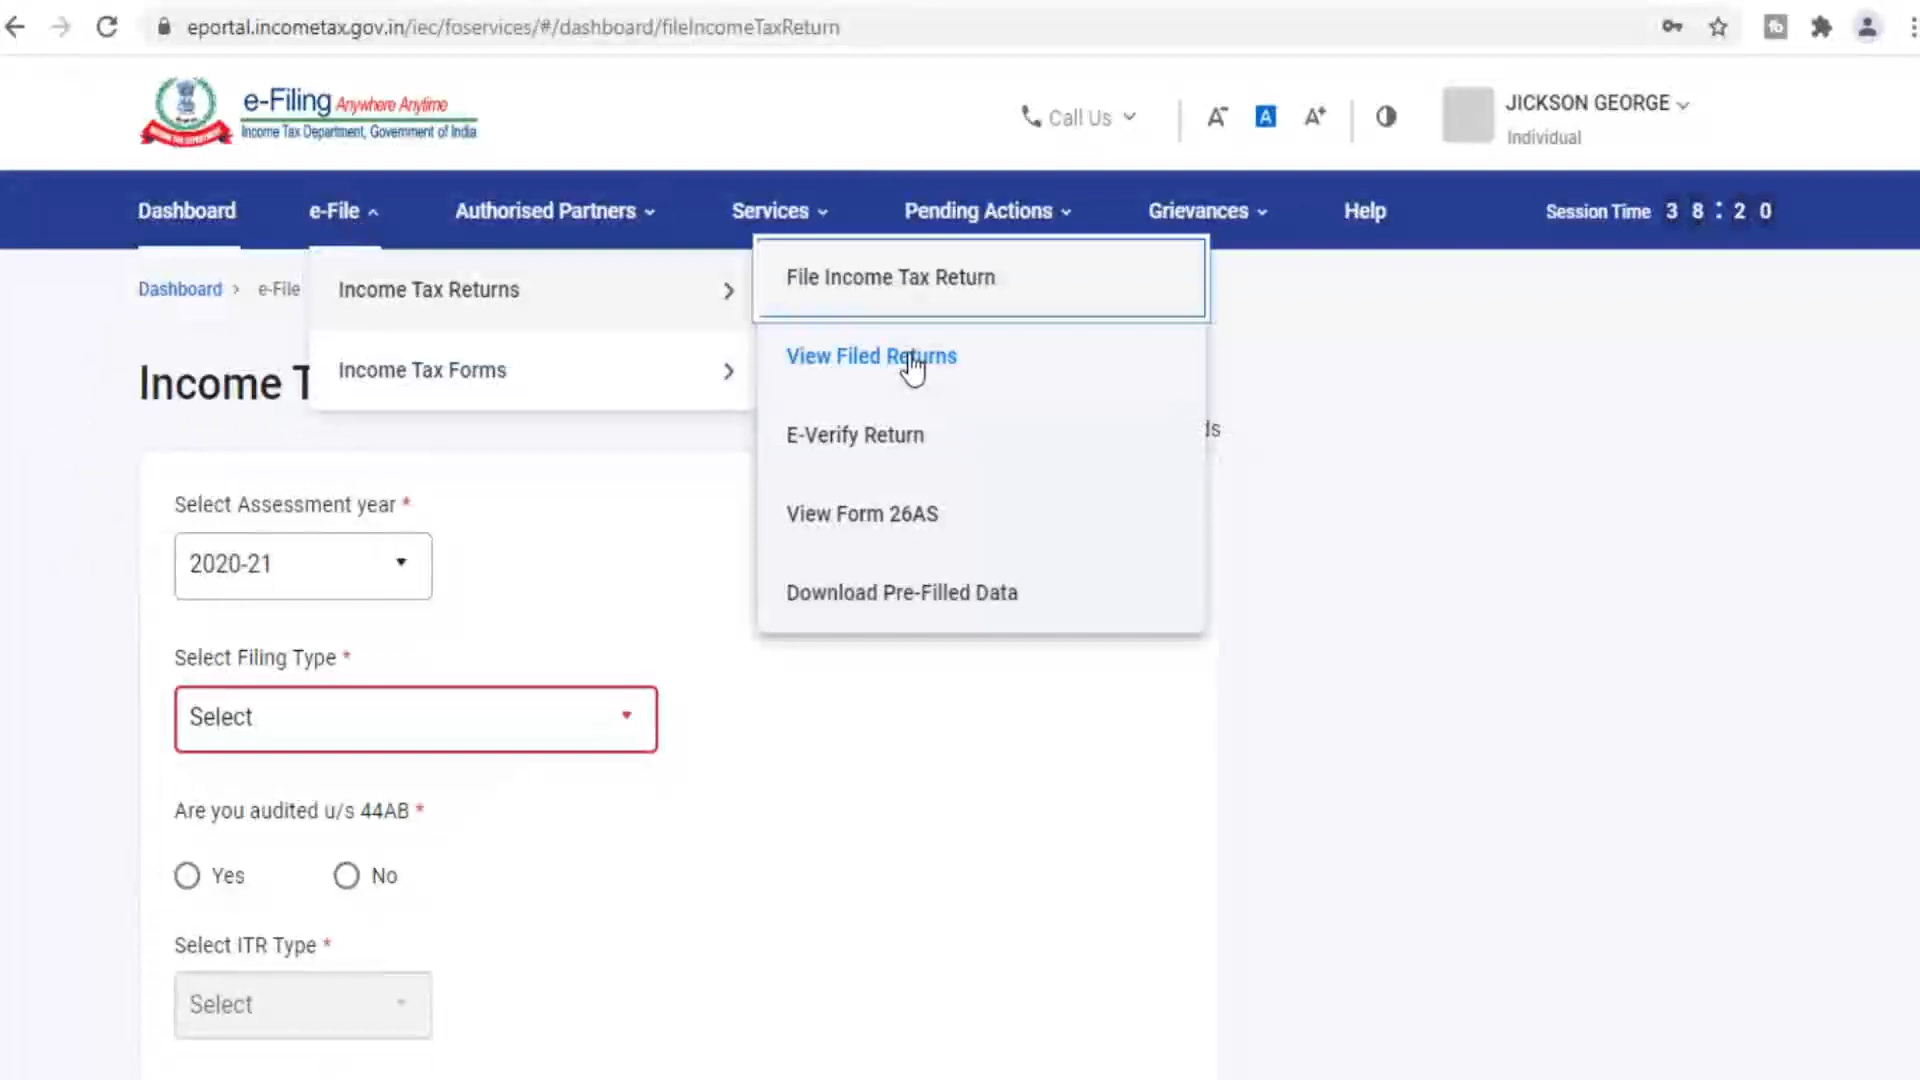 eportal.incometax.gov.in/iec/foservices/#/dashboard/fileIncomeTaxReturn
e-Filing Anywhere Anytime
Income Tax Department, Government of India
Call Us
A- A A+
JICKSON GEORGE
Individual
Dashboard e-File Authorised Partners Services Pending Actions Grievances Help Session Time 38:20
Dashboard > e-File
Income Tax Returns
Income Tax Forms
File Income Tax Return
View Filed Returns
E-Verify Return
View Form 26AS
Download Pre-Filled Data
Income T
ds
Select Assessment year *
2020-21
Select Filing Type *
Select
Are you audited u/s 44AB *
Yes No
Select ITR Type *
Select